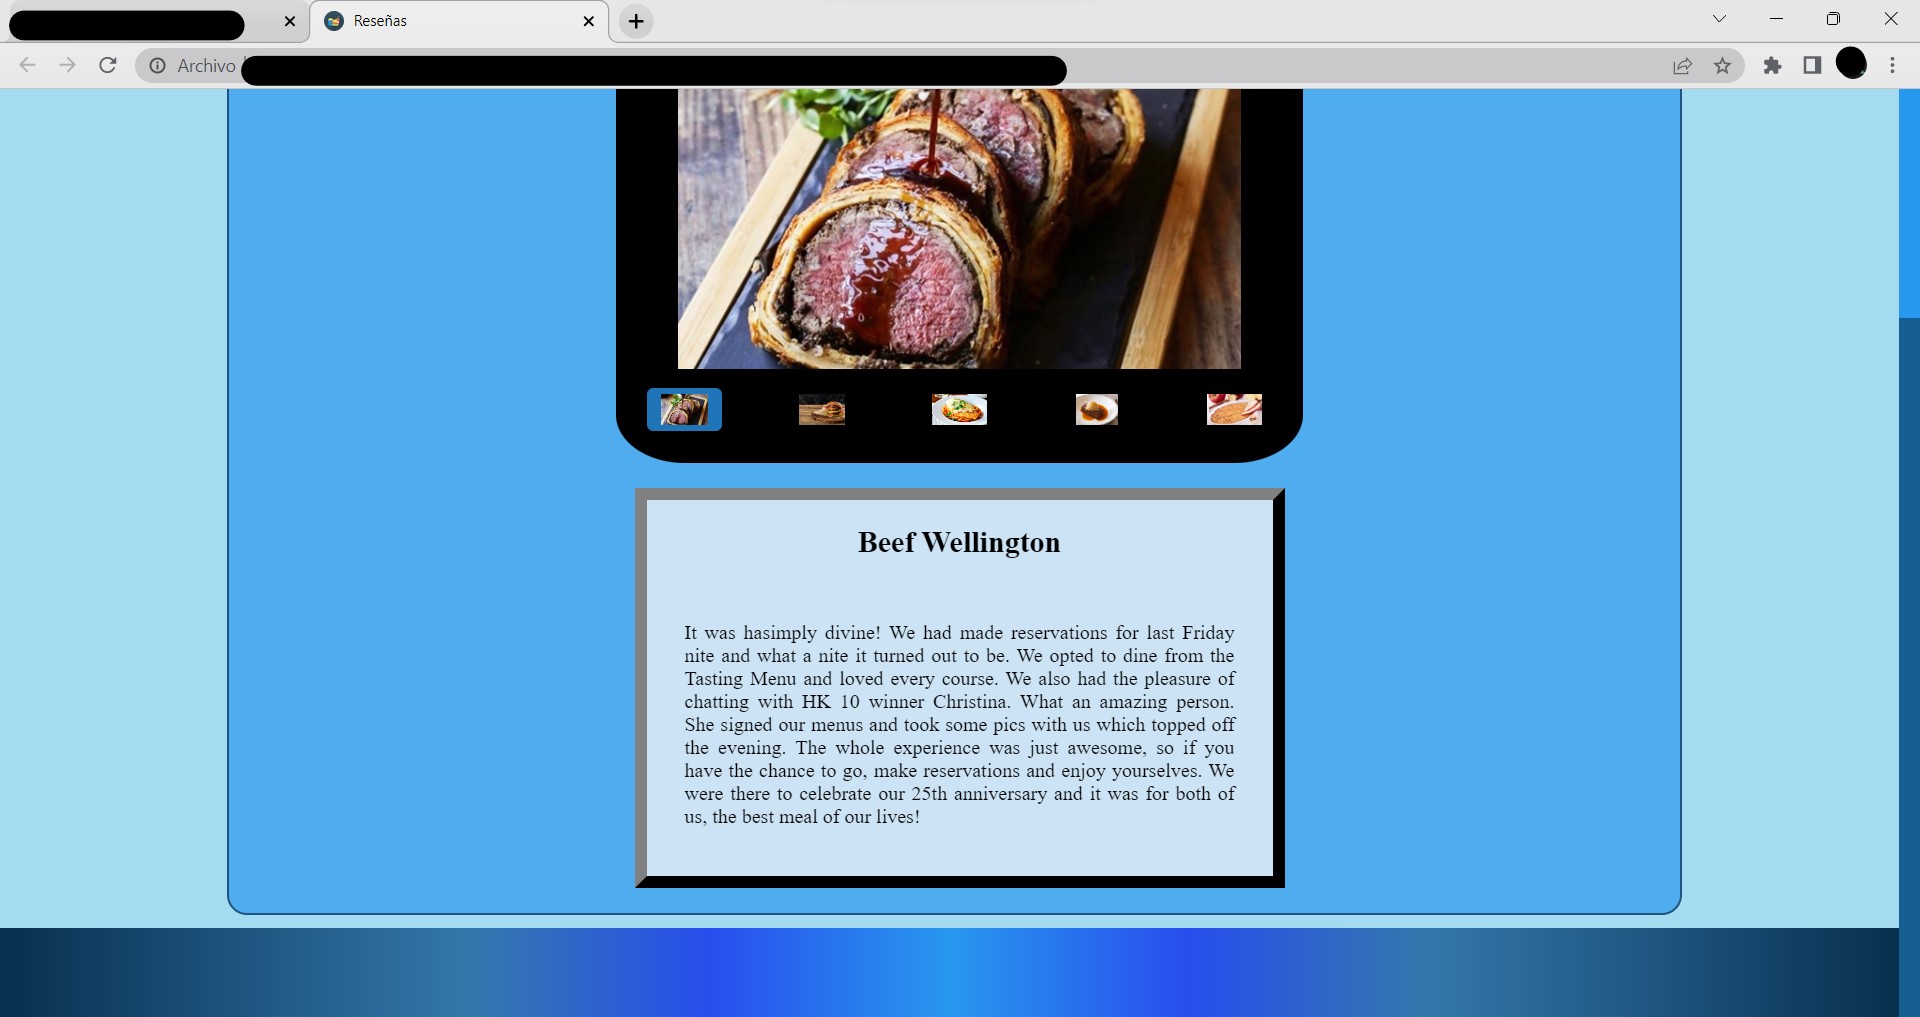 Reseñas
Archivo
Beef Wellington
It was hasimply divine! We had made reservations for last Friday
nite and what a nite it turned out to be. We opted to dine from the
Tasting Menu and loved every course. We also had the pleasure of
chatting with HK 10 winner Christina. What an amazing person.
She signed our menus and took some pics with us which topped off
the evening. The whole experience was just awesome, so if you
have the chance to go, make reservations and enjoy yourselves. We
were there to celebrate our 25th anniversary and it was for both of
us, the best meal of our lives!